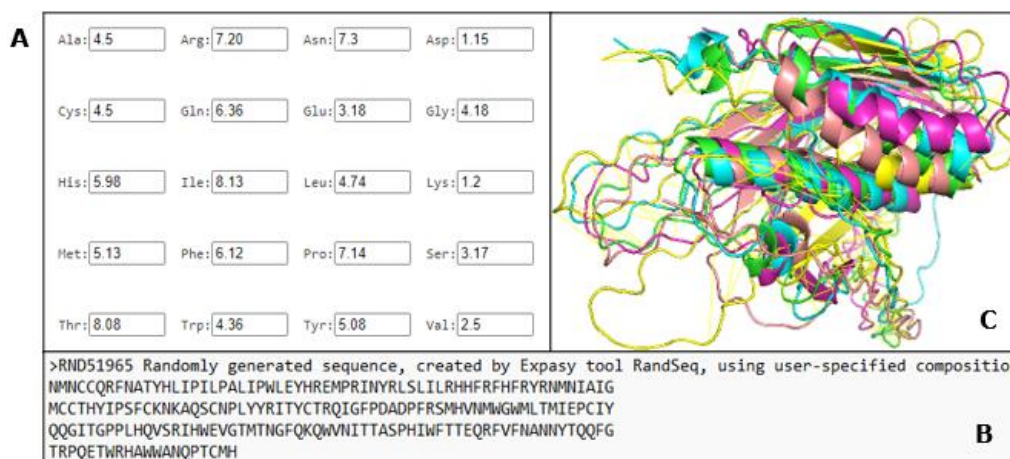 A
Ala: 4.5 Arg: 7.20 Asn: 7.3 Asp: 1.15
Cys: 4.5 Gln: 6.36 Glu: 3.18 Gly: 4.18
His: 5.98 Ile: 8.13 Leu: 4.74 Lys: 1.2
Met: 5.13 Phe: 6.12 Pro: 7.14 Ser: 3.17
Thr: 8.08 Trp: 4.36 Tyr: 5.08 Val: 2.5
C
>RND51965 Randomly generated sequence, created by Expasy tool RandSeq, using user-specified compositio
NMNCCQRFNATYHLIPILPALIPWLEYHREMPRINYRLSLILRHHFRFHFRYRNMNIAIG
MCCTHYIPSFCKNKAQSCNPLYYRITYCTRQIGFPDADPFRSMHVNMWGWMLTMIEPCIY
QQGITGPPLHQVSRIHWEVGTMTNGFQKQWVNITTASPHIWFTTEQRFVFNANNYTQQFG
TRPQETWRHAWWANQPTCMH
B